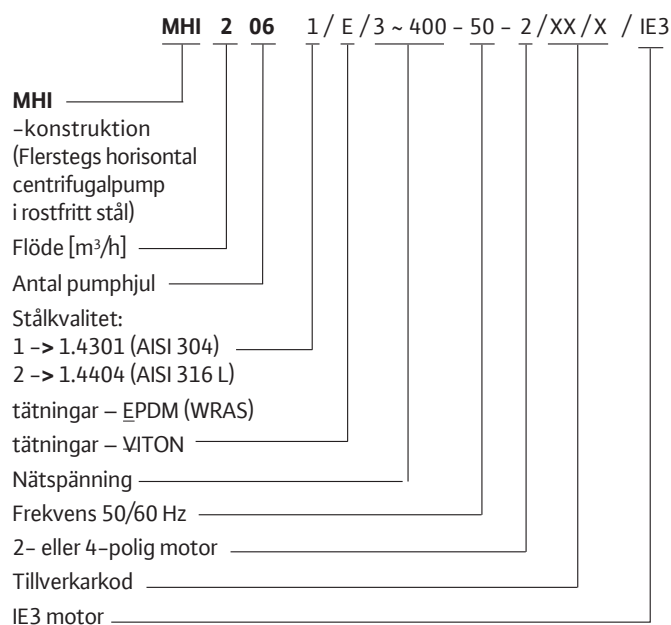 MHI 2 06 1 / E / 3 ~ 400 – 50 – 2 / XX / X / IE3
MHI
–konstruktion
(Flerstegs horisontal
centrifugalpump
i rostfritt stål)
Flöde [m³/h]
Antal pumphjul
Stålkvalitet:
1 –> 1.4301 (AISI 304)
2 –> 1.4404 (AISI 316 L)
tätningar – EPDM (WRAS)
tätningar – VITON
Nätspänning
Frekvens 50/60 Hz
2– eller 4–polig motor
Tillverkarkod
IE3 motor